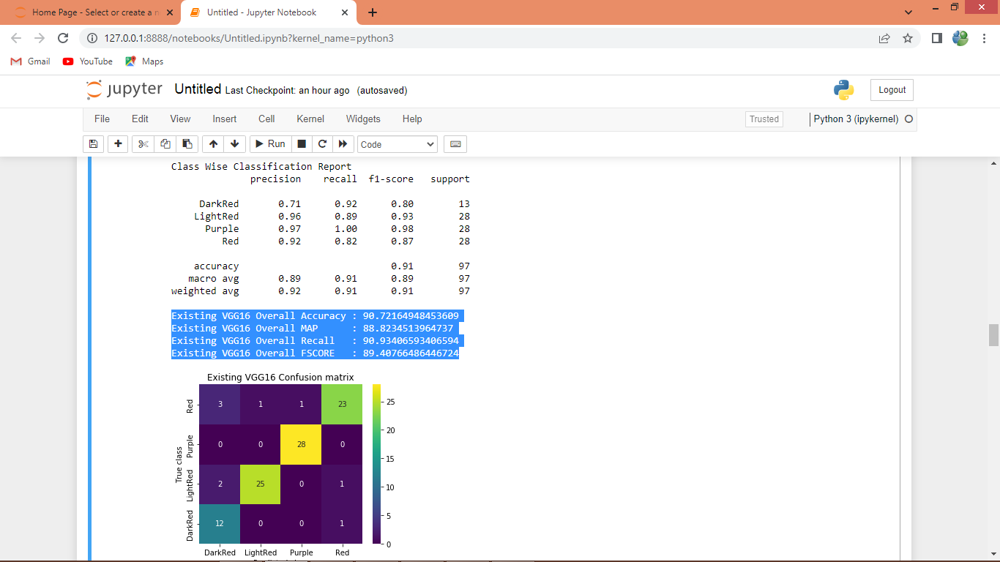 Home Page - Select or create a n
Untitled - Jupyter Notebook
127.0.0.1:8888/notebooks/Untitled.ipynb?kernel_name=python3
Gmail YouTube Maps
jupyter Untitled Last Checkpoint: an hour ago (autosaved) Logout
File Edit View Insert Cell Kernel Widgets Help Trusted Python 3 (ipykernel)
Run Code
Class Wise Classification Report
precision recall f1-score support
DarkRed 0.71 0.92 0.80 13
LightRed 0.96 0.89 0.93 28
Purple 0.97 1.00 0.98 28
Red 0.92 0.82 0.87 28
accuracy 0.91 97
macro avg 0.89 0.91 0.89 97
weighted avg 0.92 0.91 0.91 97
Existing VGG16 Overall Accuracy : 90.72164948453609
Existing VGG16 Overall MAP : 88.8234513964737
Existing VGG16 Overall Recall : 90.93406593406594
Existing VGG16 Overall FSCORE : 89.40766486446724
Existing VGG16 Confusion matrix
Red 3 1 1 23
Purple 0 0 28 0
LightRed 2 25 0 1
DarkRed 12 0 0 1
True class
DarkRed LightRed Purple Red
25
20
15
10
5
0